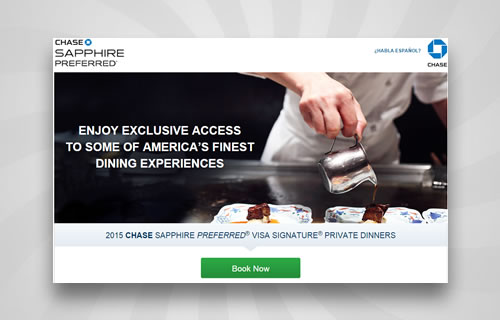 CHASE
SAPPHIRE
PREFERRED
¿HABLA ESPAÑOL?
CHASE
ENJOY EXCLUSIVE ACCESS
TO SOME OF AMERICA'S FINEST
DINING EXPERIENCES
2015 CHASE SAPPHIRE PREFERRED® VISA SIGNATURE® PRIVATE DINNERS
Book Now